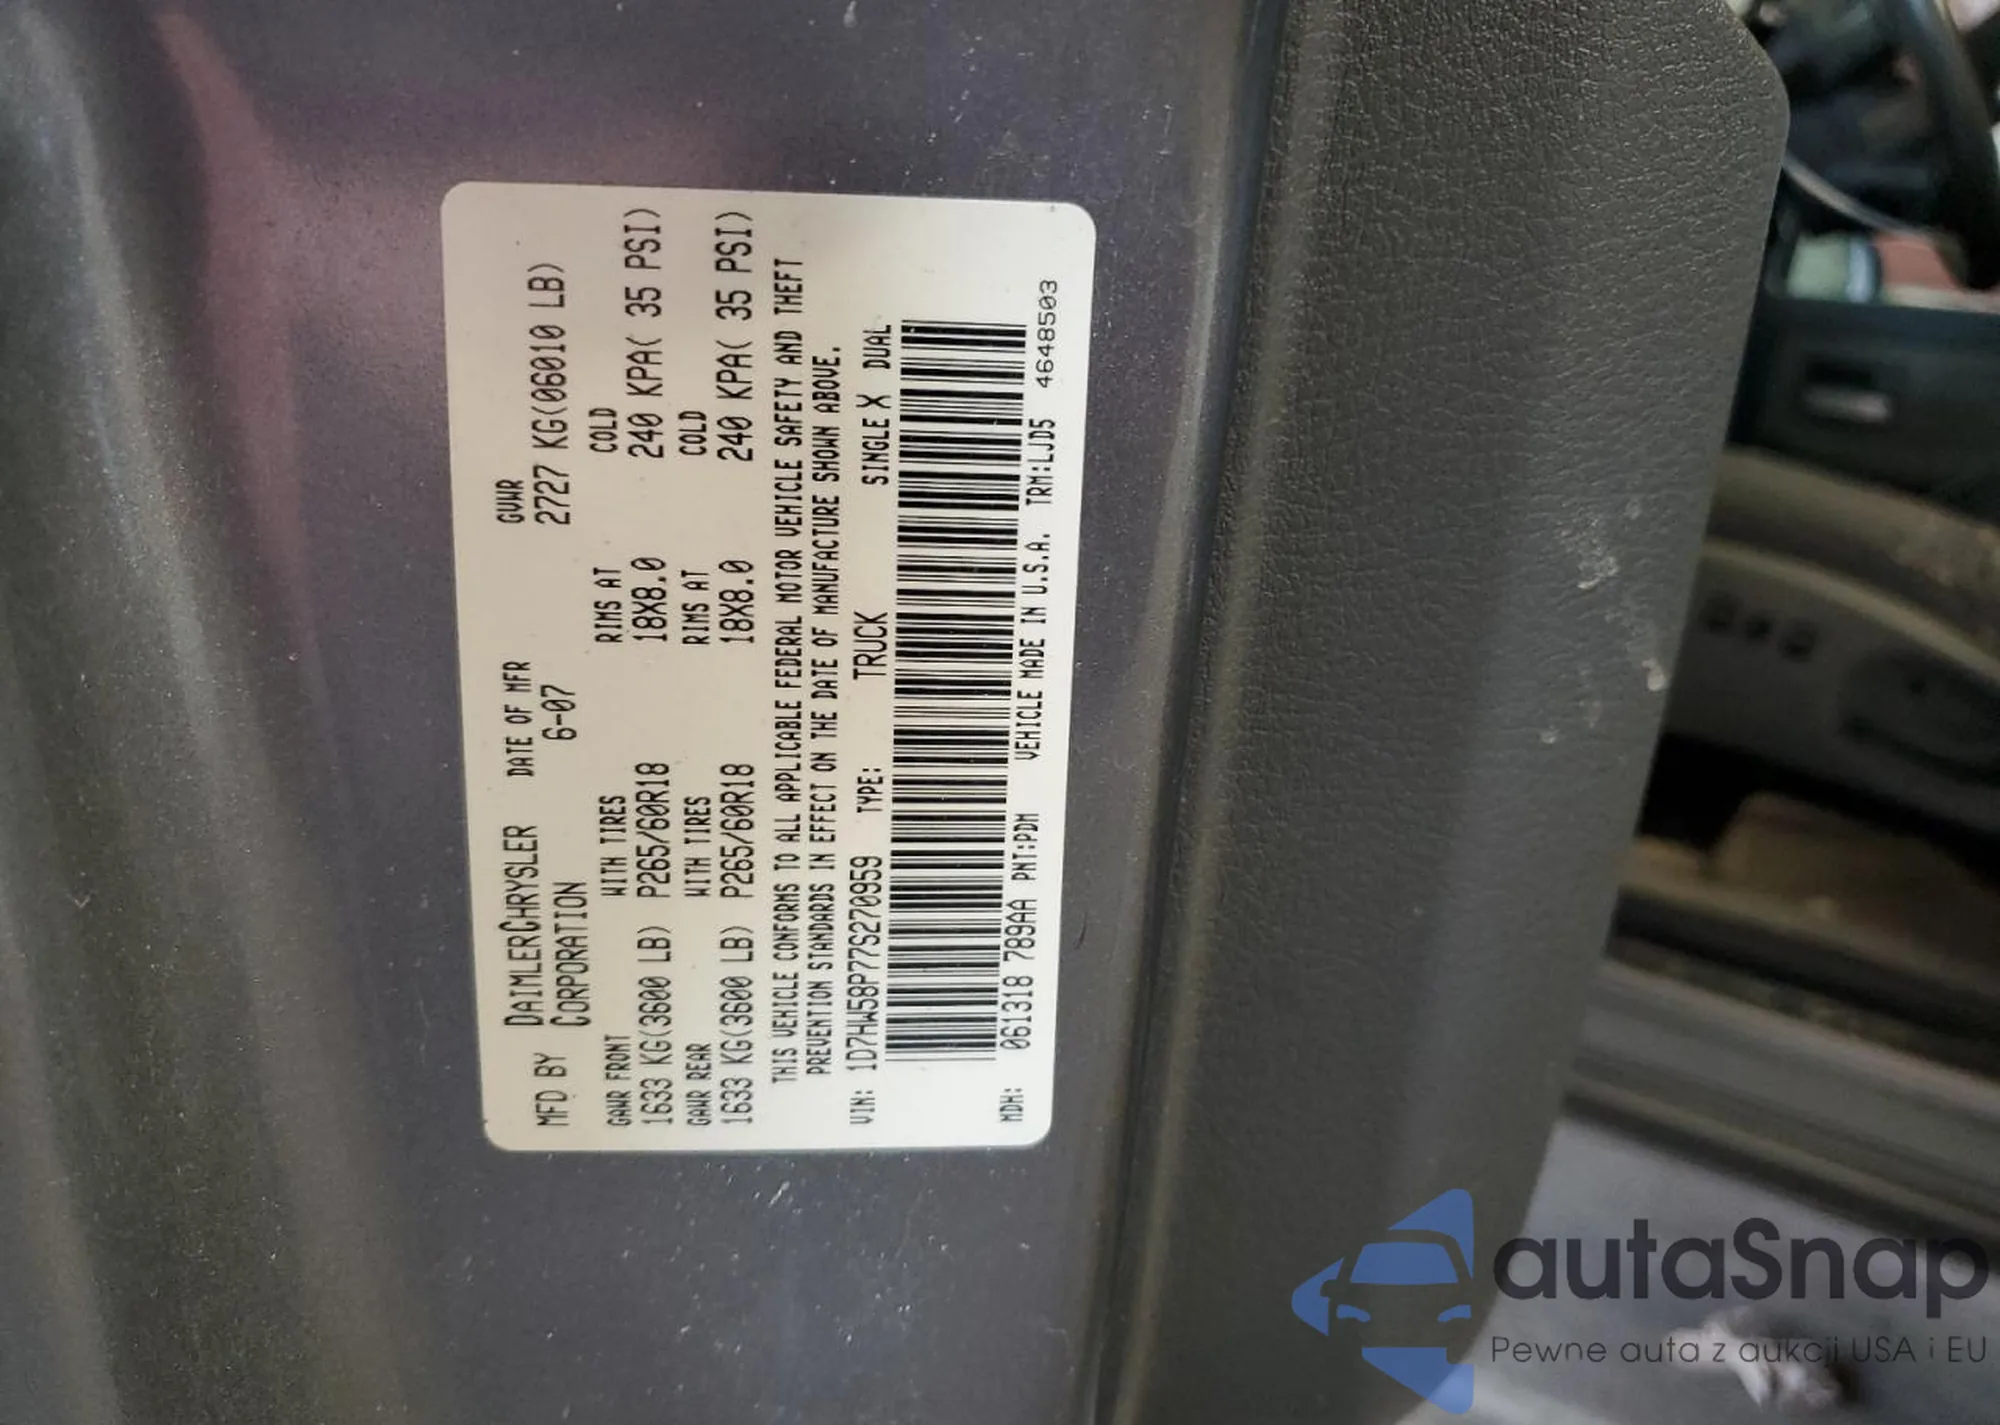 MFD BY DAIMLERCHRYSLER CORPORATION DATE OF MFR 6-07 GVWR 2727 KG(06010 LB)
GAWR FRONT WITH TIRES RIMS AT COLD
1633 KG(3600 LB) P265/60R18 18X8.0 240 KPA( 35 PSI)
GAWR REAR WITH TIRES RIMS AT COLD
1633 KG(3600 LB) P265/60R18 18X8.0 240 KPA( 35 PSI)
THIS VEHICLE CONFORMS TO ALL APPLICABLE FEDERAL MOTOR VEHICLE SAFETY AND THEFT
PREVENTION STANDARDS IN EFFECT ON THE DATE OF MANUFACTURE SHOWN ABOVE.
VIN: 1D7HW58P77S270959 TYPE: TRUCK SINGLE X DUAL
MDH: 061318 789AA PNT:PDM VEHICLE MADE IN U.S.A. TRM:LJD5 4648503
autaSnap
Pewne auta z aukcji USA i EU